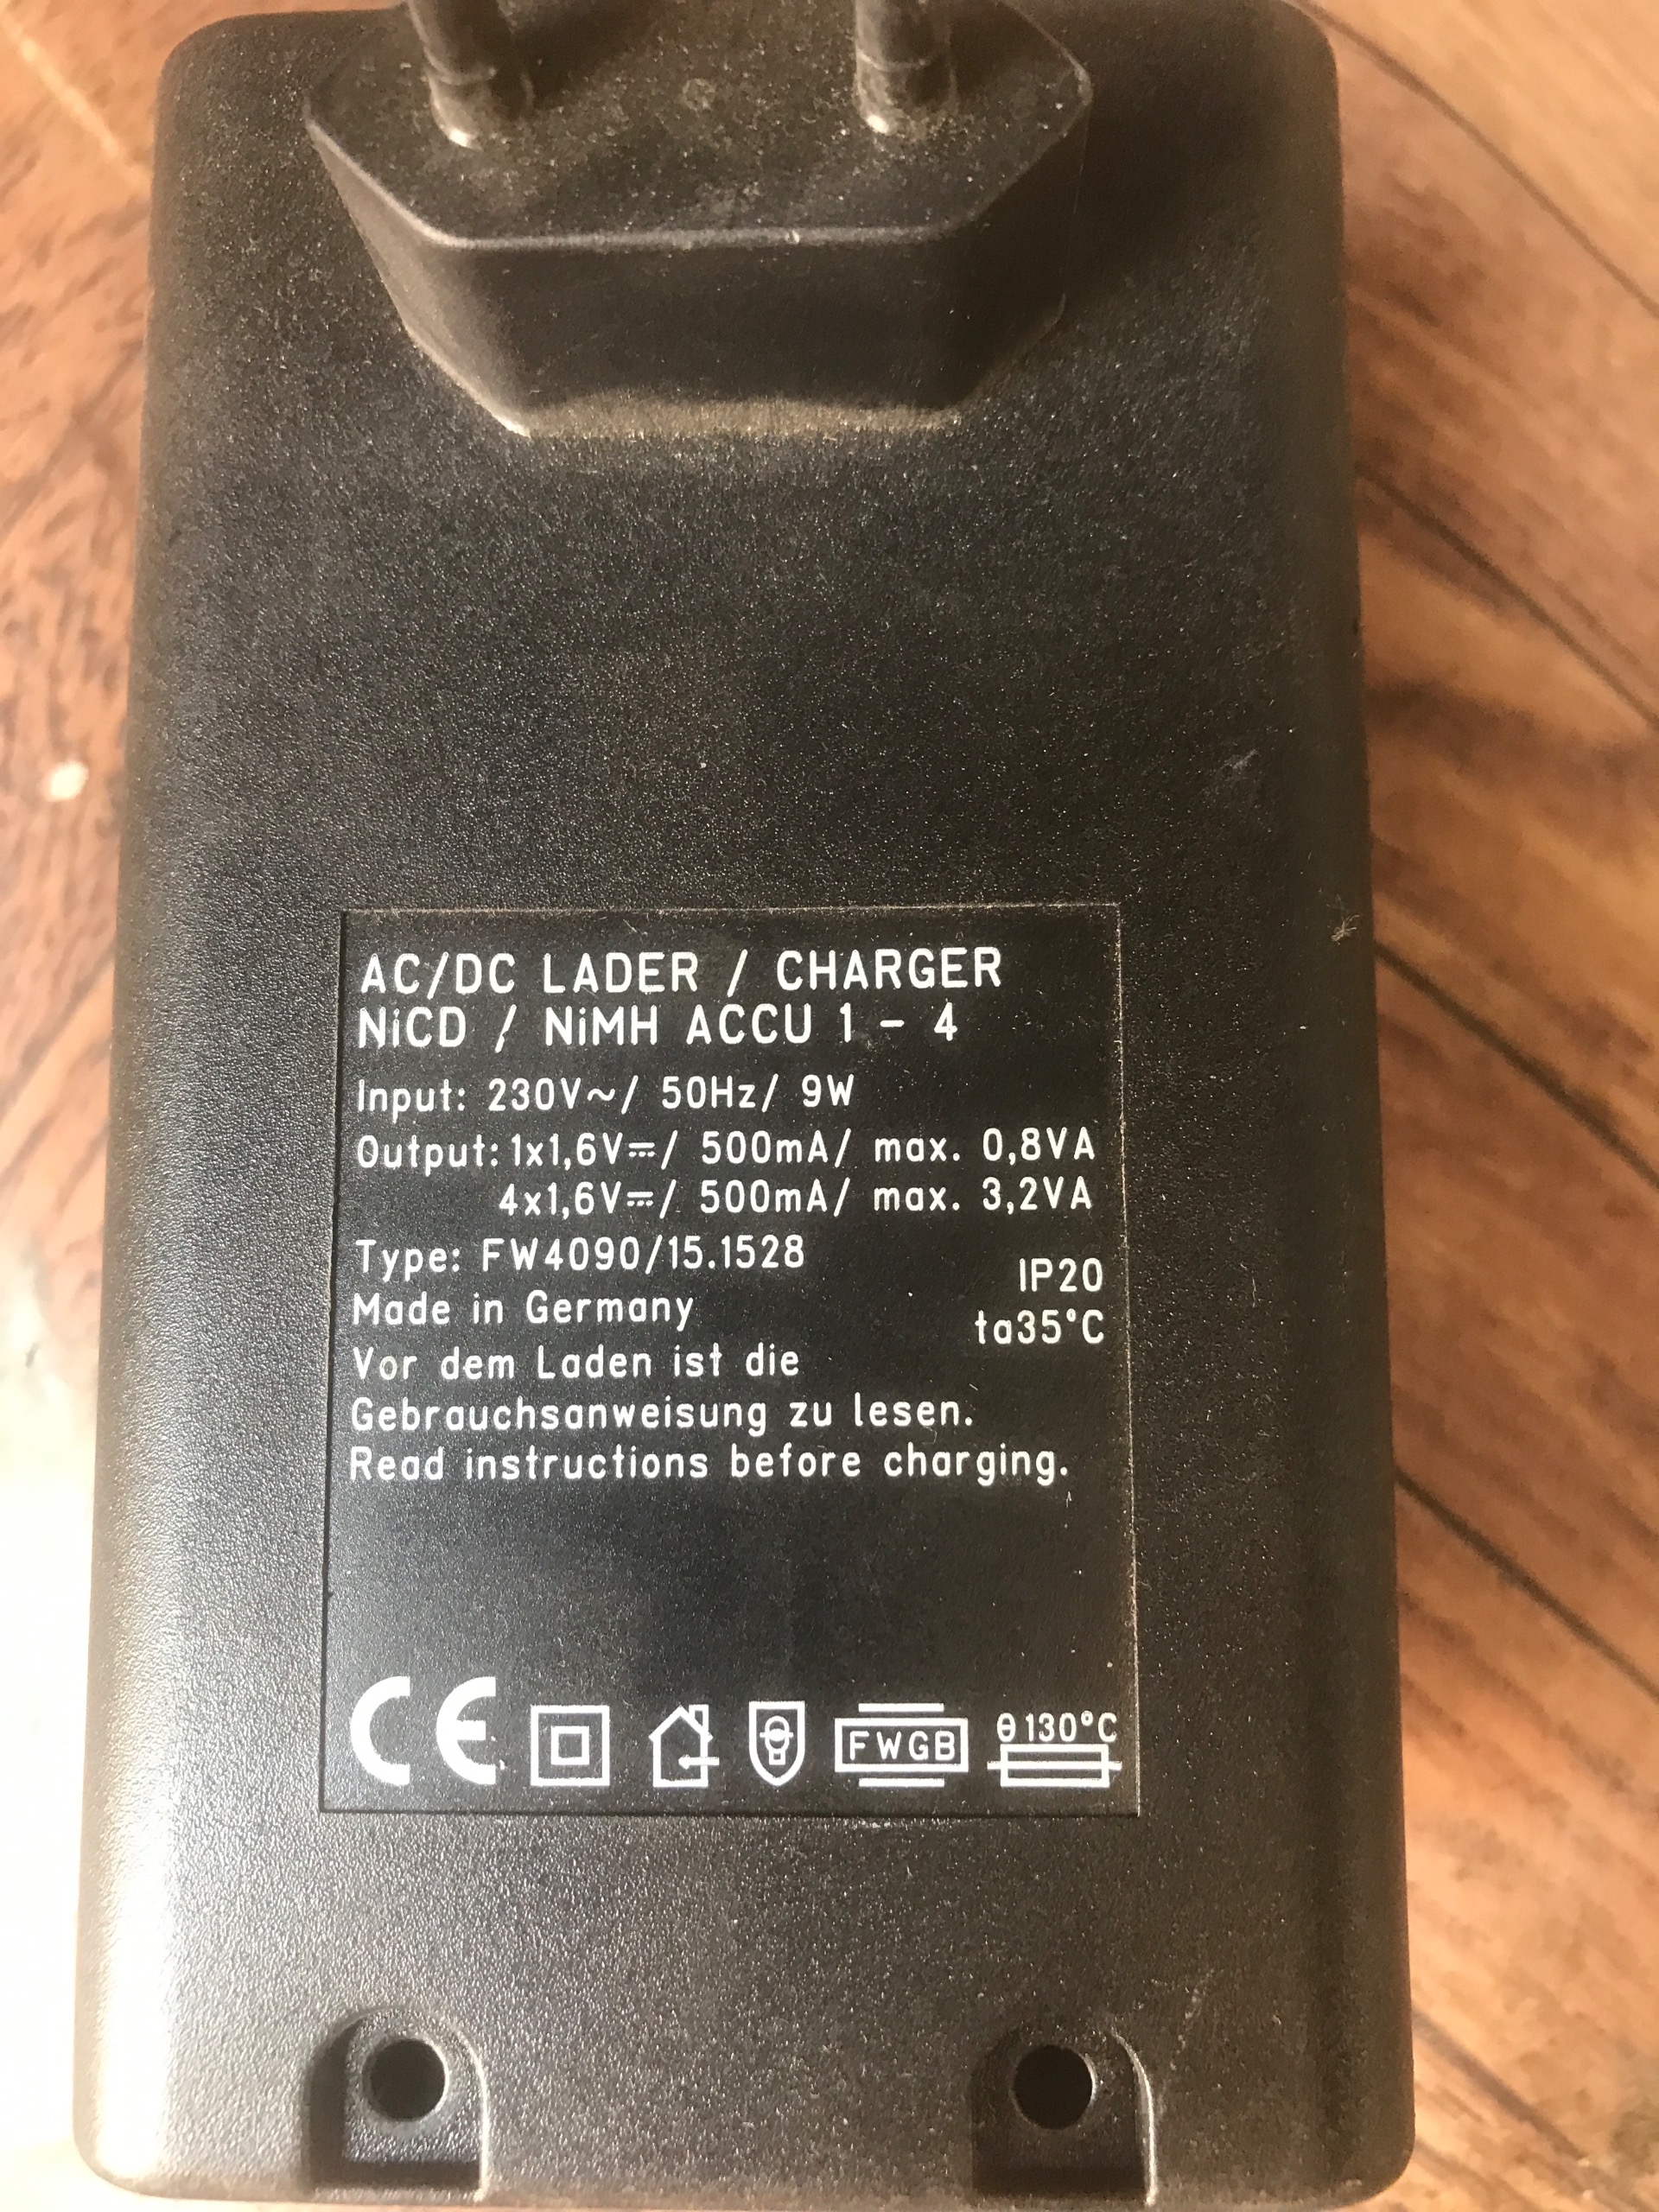 AC/DC LADER / CHARGER
NiCD / NiMH ACCU 1 - 4
Input: 230V~/ 50Hz/ 9W
Output: 1x1,6V⎓/ 500mA/ max. 0,8VA
4x1,6V⎓/ 500mA/ max. 3,2VA
Type: FW4090/15.1528
IP20
Made in Germany
ta35°C
Vor dem Laden ist die
Gebrauchsanweisung zu lesen.
Read instructions before charging.
CE FWGB θ130°C